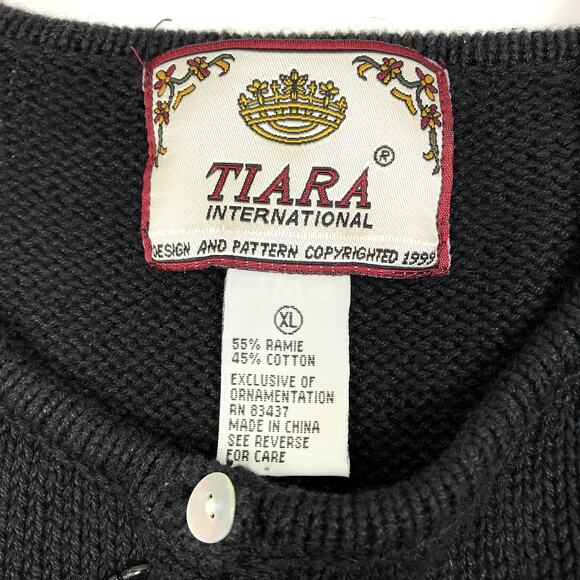 ®
TIARA
INTERNATIONAL
DESIGN AND PATTERN COPYRIGHTED 1999
XL
55% RAMIE
45% COTTON
EXCLUSIVE OF
ORNAMENTATION
RN 83437
MADE IN CHINA
SEE REVERSE
FOR CARE